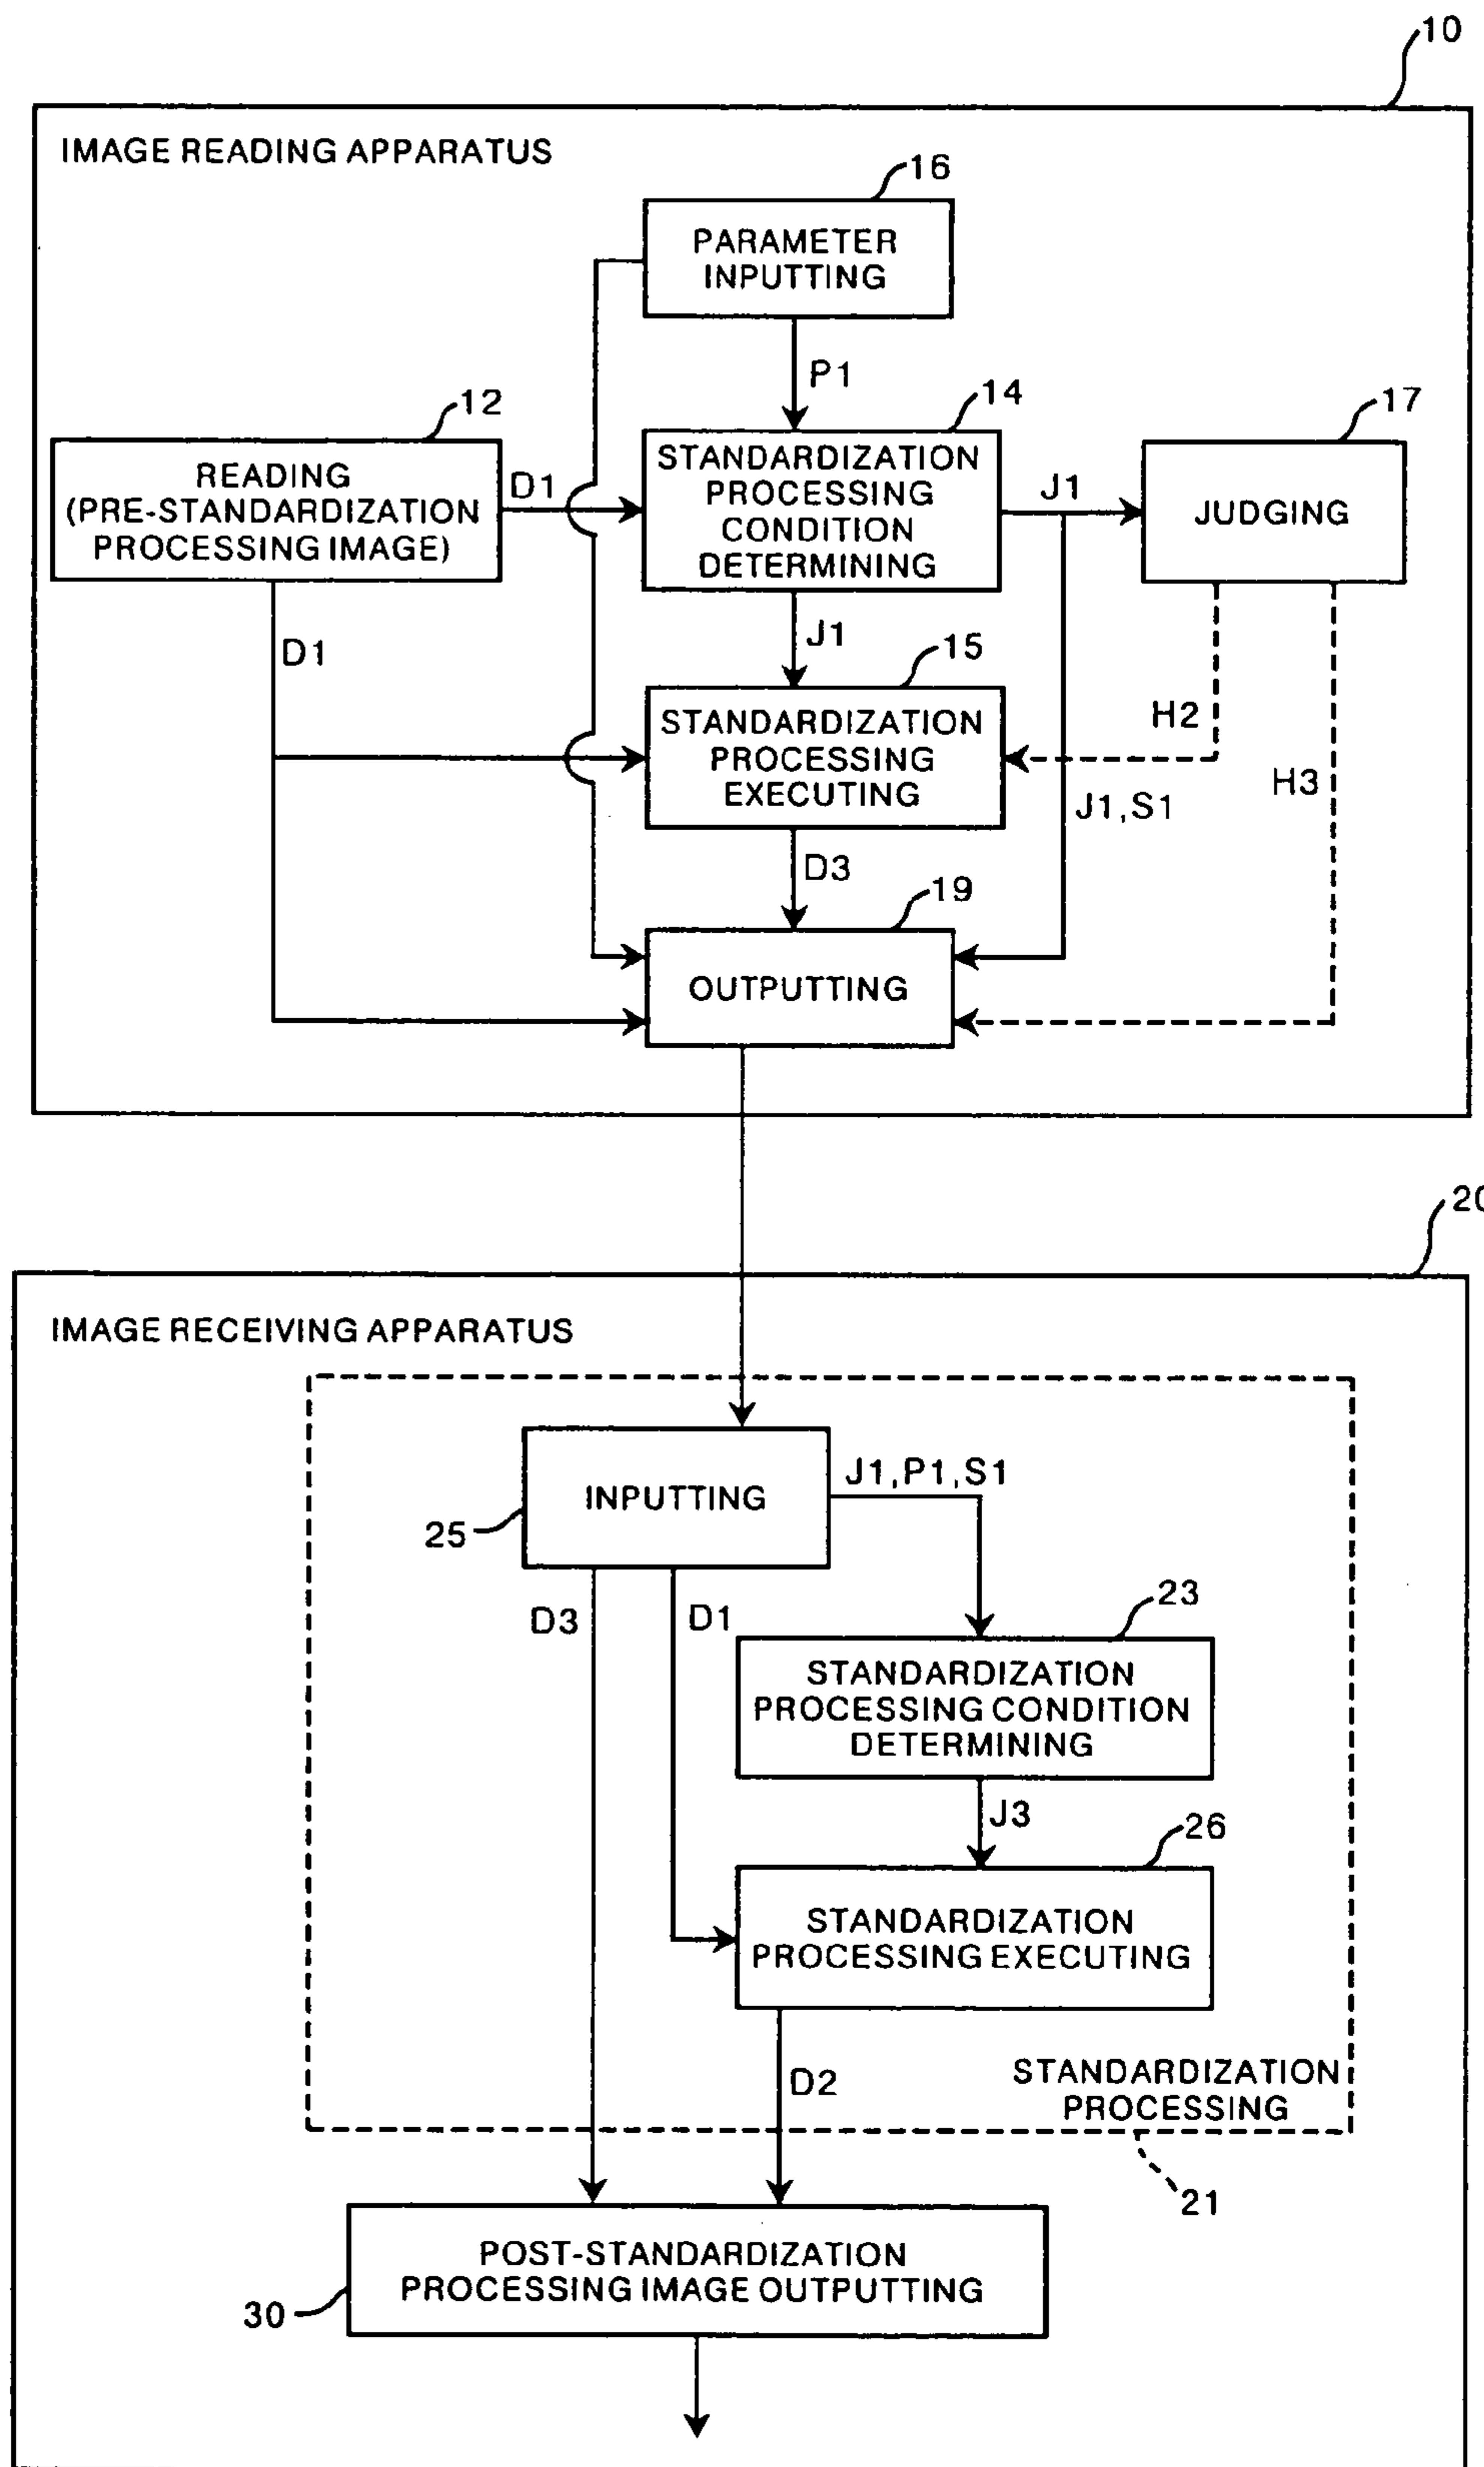 10
IMAGE READING APPARATUS
16
PARAMETER
INPUTTING
P1
12
14
17
READING
(PRE-STANDARDIZATION
PROCESSING IMAGE)
D1
STANDARDIZATION
PROCESSING
CONDITION
DETERMINING
J1
JUDGING
D1
J1
15
H2
H3
STANDARDIZATION
PROCESSING
EXECUTING
J1,S1
D3
19
OUTPUTTING
20
IMAGE RECEIVING APPARATUS
INPUTTING
J1,P1,S1
25
D3
D1
23
STANDARDIZATION
PROCESSING CONDITION
DETERMINING
J3
26
STANDARDIZATION
PROCESSING EXECUTING
D2
STANDARDIZATION
PROCESSING
21
POST-STANDARDIZATION
PROCESSING IMAGE OUTPUTTING
30